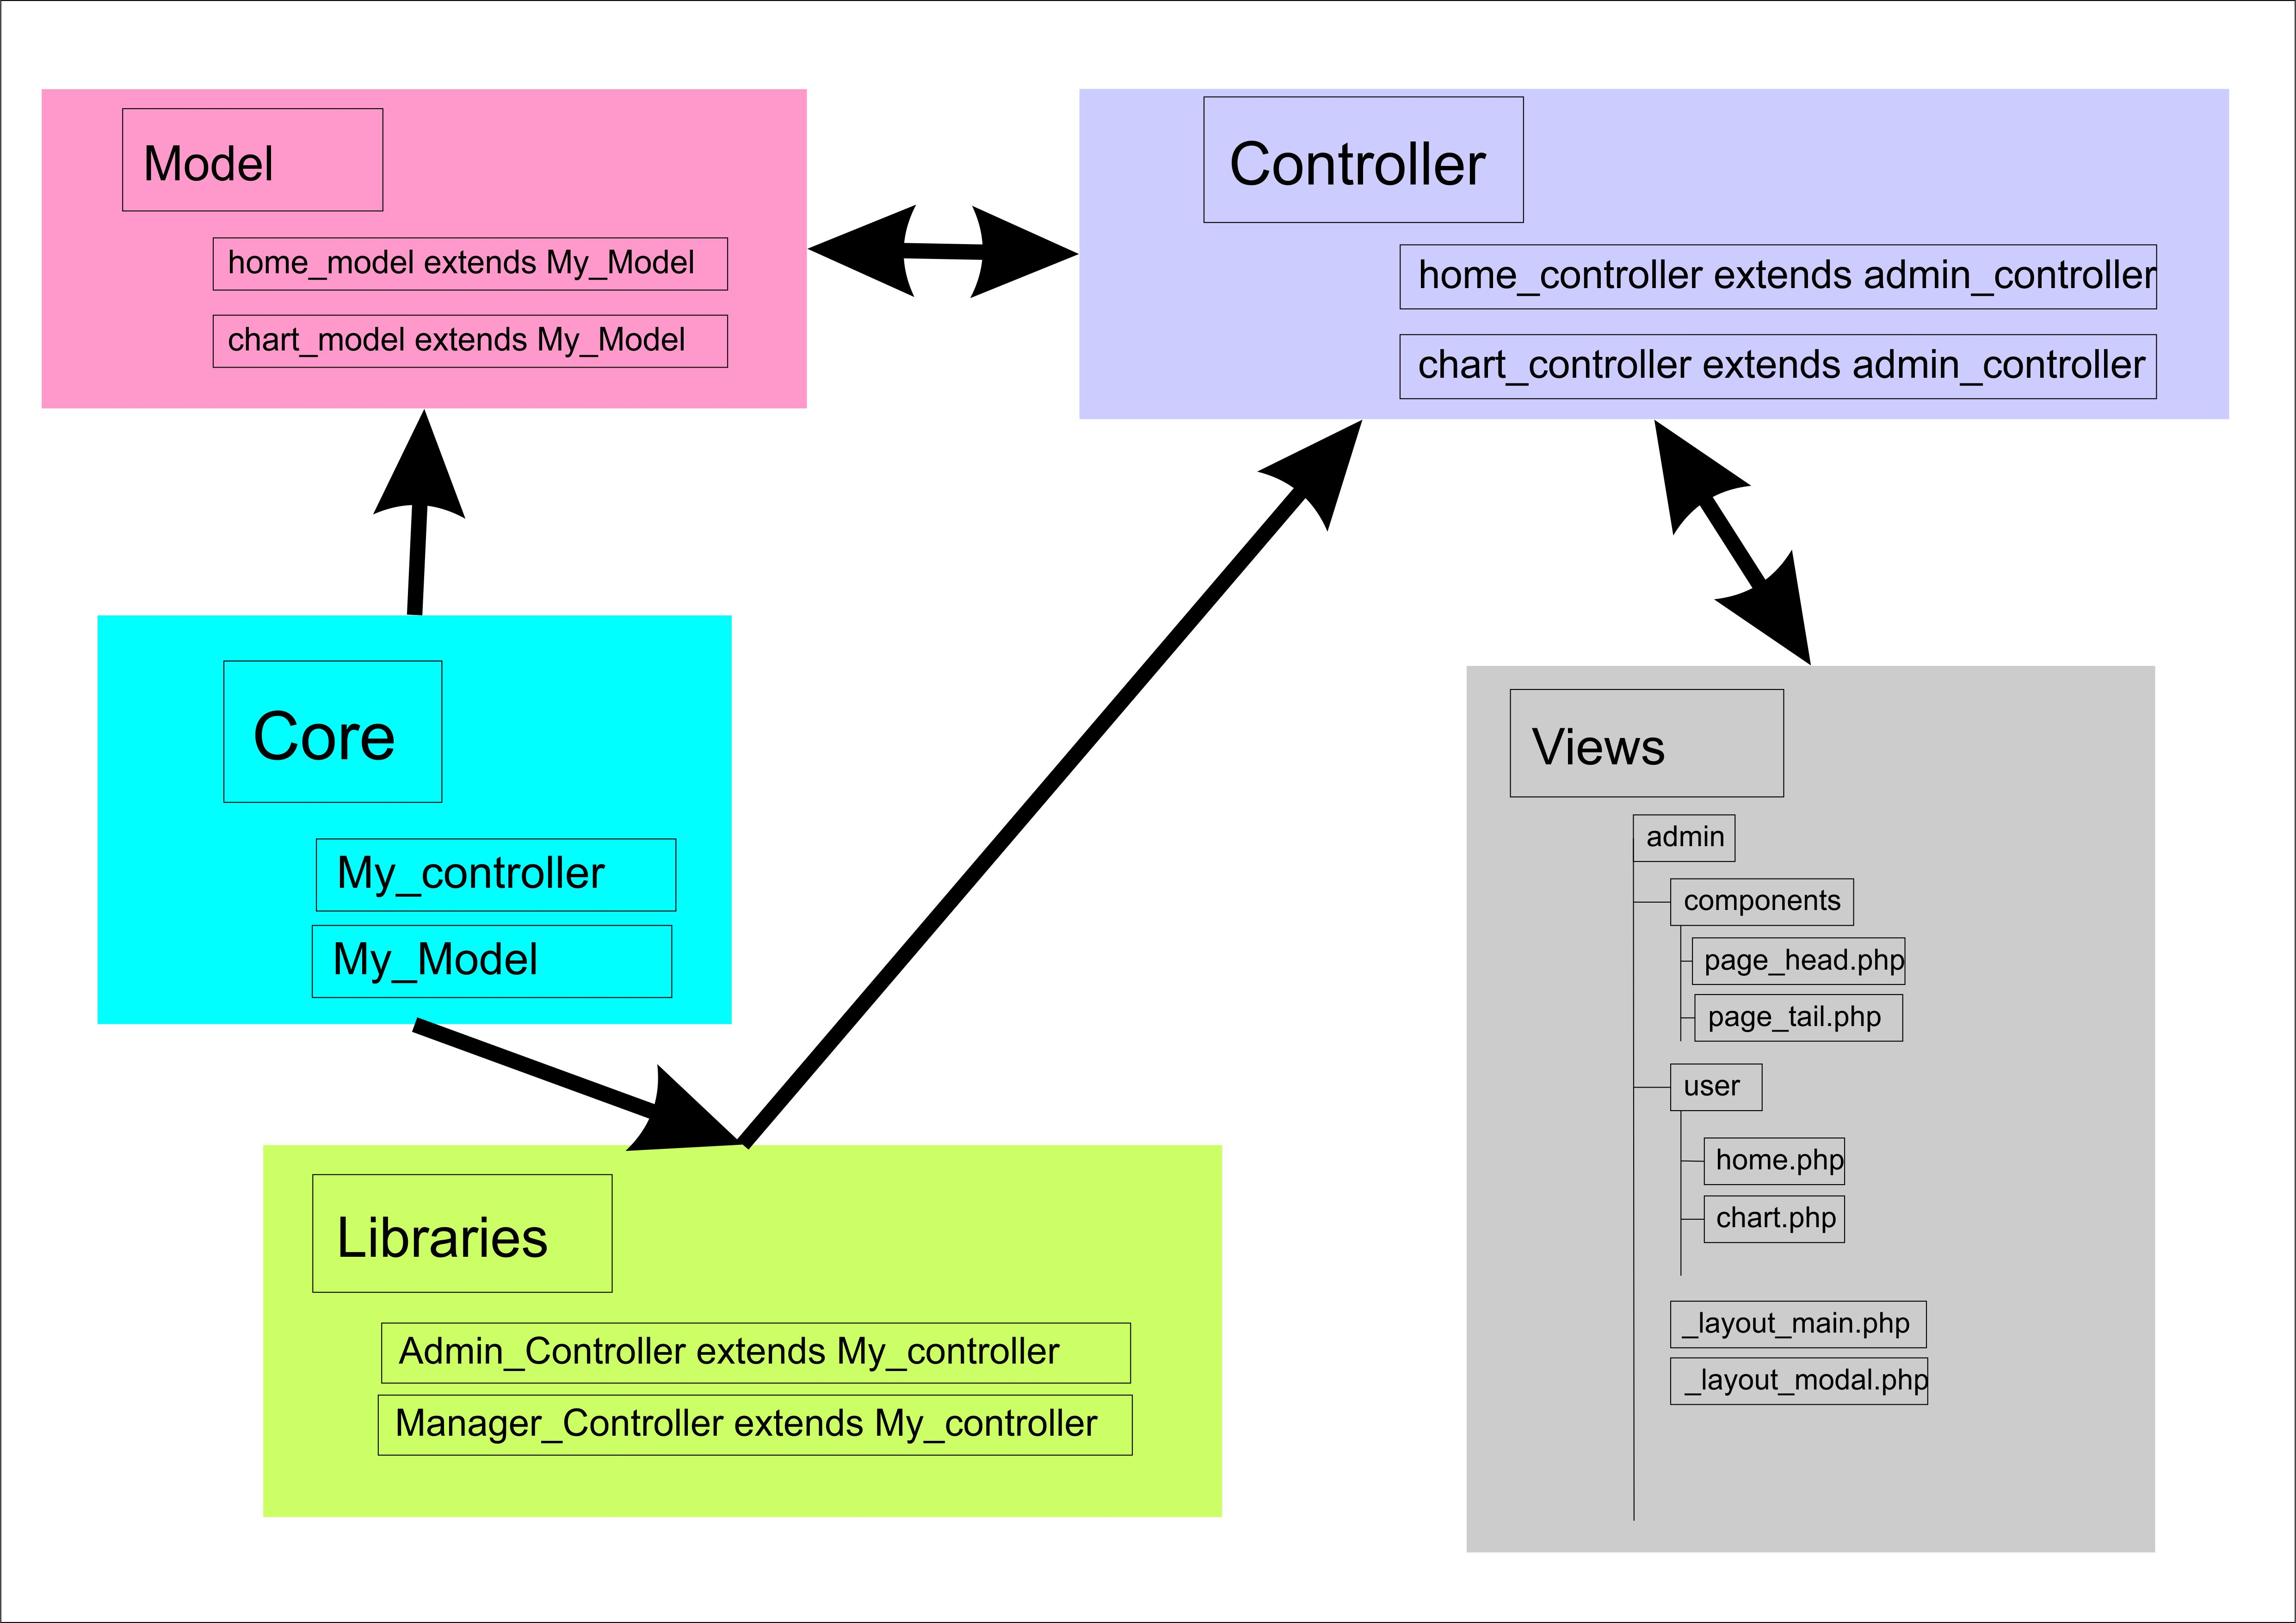 Model
home_model extends My_Model
chart_model extends My_Model
Controller
home_controller extends admin_controller
chart_controller extends admin_controller
Core
My_controller
My_Model
Libraries
Admin_Controller extends My_controller
Manager_Controller extends My_controller
Views
admin
components
page_head.php
page_tail.php
user
home.php
chart.php
_layout_main.php
_layout_modal.php